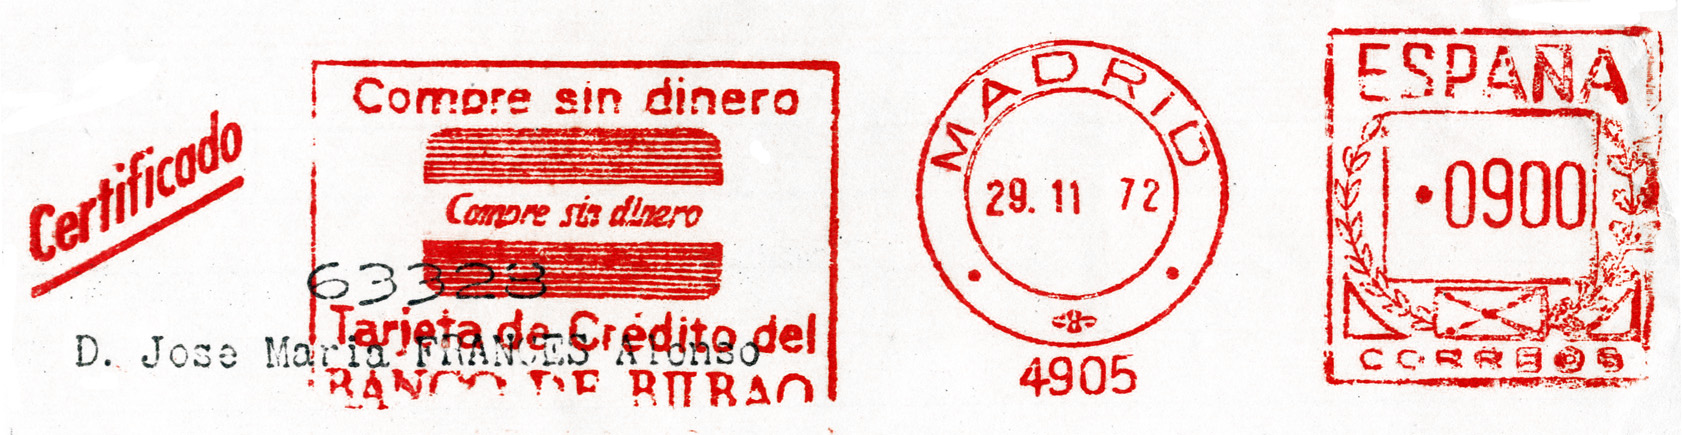 Certificado
Compre sin dinero
Compre sin dinero
63328
Tarjeta de Crédito del
D. Jose Maria FRANCES Alonso
BANCO DE BILBAO
MADRID
29. 11 72
4905
ESPAÑA
·0900
CORREOS